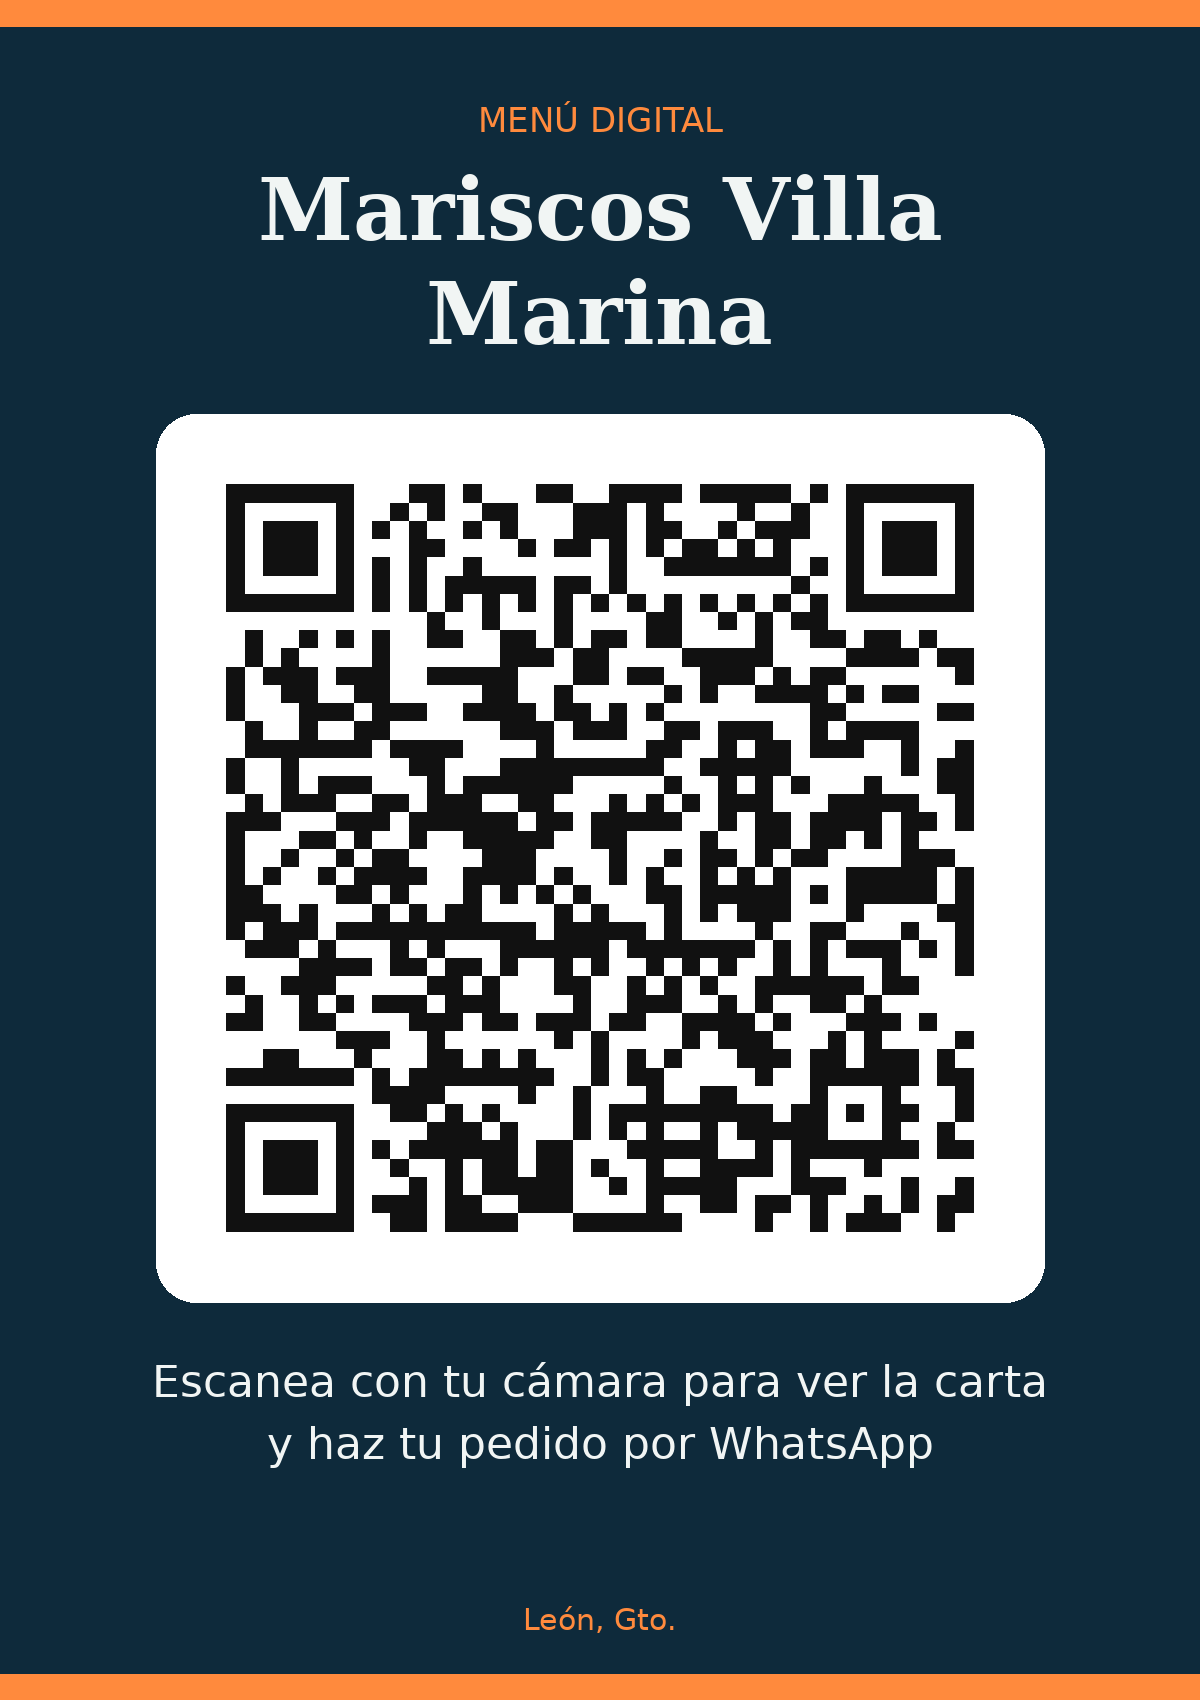 MENÚ DIGITAL
Mariscos Villa
Marina
Escanea con tu cámara para ver la carta
y haz tu pedido por WhatsApp
León, Gto.